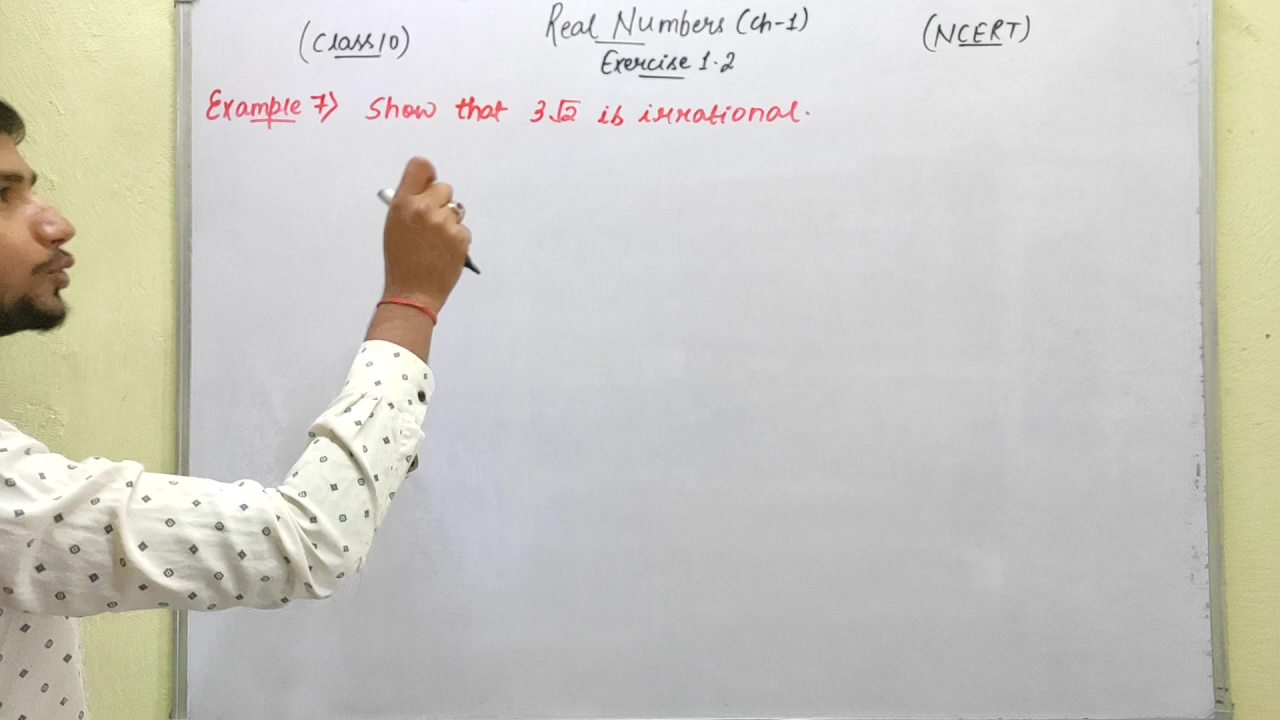 (Class 10) Real Numbers (Ch-1) (NCERT)
Exercise 1.2
Example 7) Show that 3√2 is irrational.